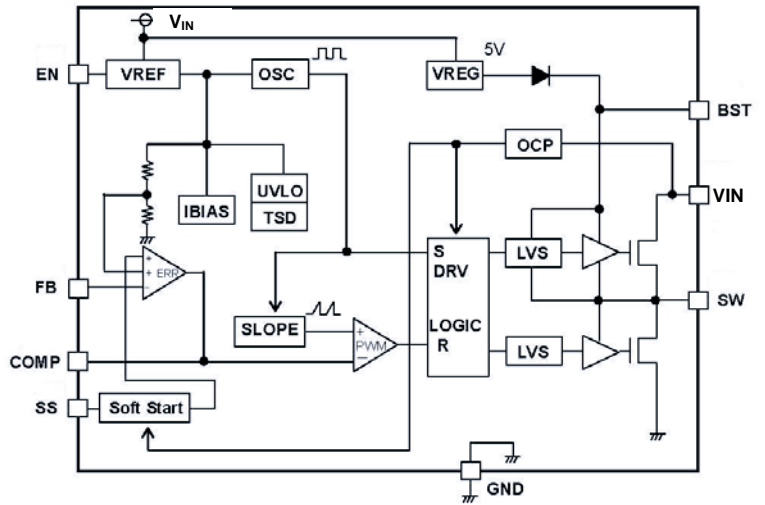 VIN
5V
EN
VREF
OSC
VREG
BST
OCP
UVLO
IBIAS
TSD
VIN
S
LVS
DRV
+
+ ERR
−
FB
SW
SLOPE
+
PWM
−
LOGIC
R
LVS
COMP
SS
Soft Start
GND